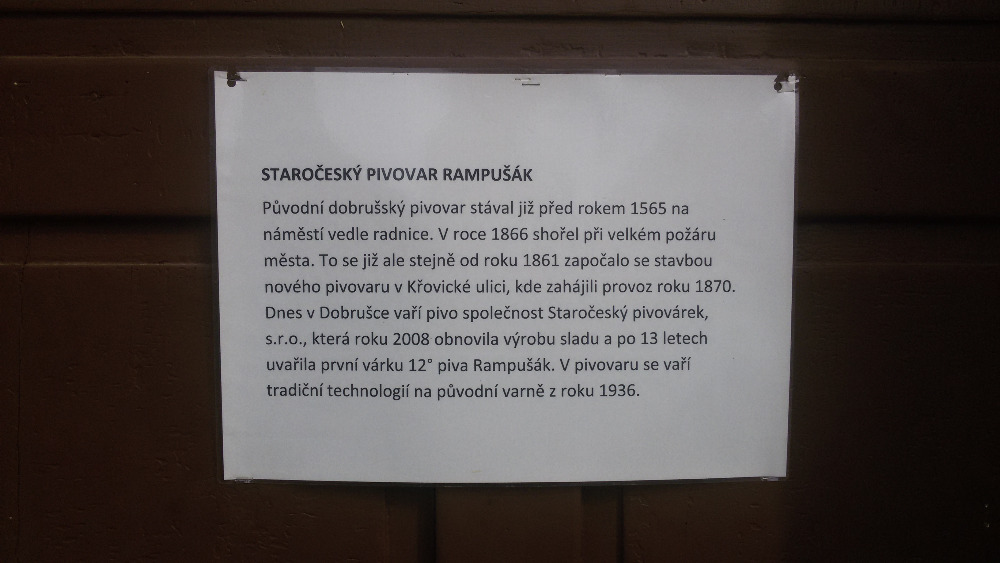 STAROČESKÝ PIVOVAR RAMPUŠÁK
Původní dobrušský pivovar stával již před rokem 1565 na
náměstí vedle radnice. V roce 1866 shořel při velkém požáru
města. To se již ale stejně od roku 1861 započalo se stavbou
nového pivovaru v Křovické ulici, kde zahájili provoz roku 1870.
Dnes v Dobrušce vaří pivo společnost Staročeský pivovárek,
s.r.o., která roku 2008 obnovila výrobu sladu a po 13 letech
uvařila první várku 12° piva Rampušák. V pivovaru se vaří
tradiční technologií na původní varně z roku 1936.